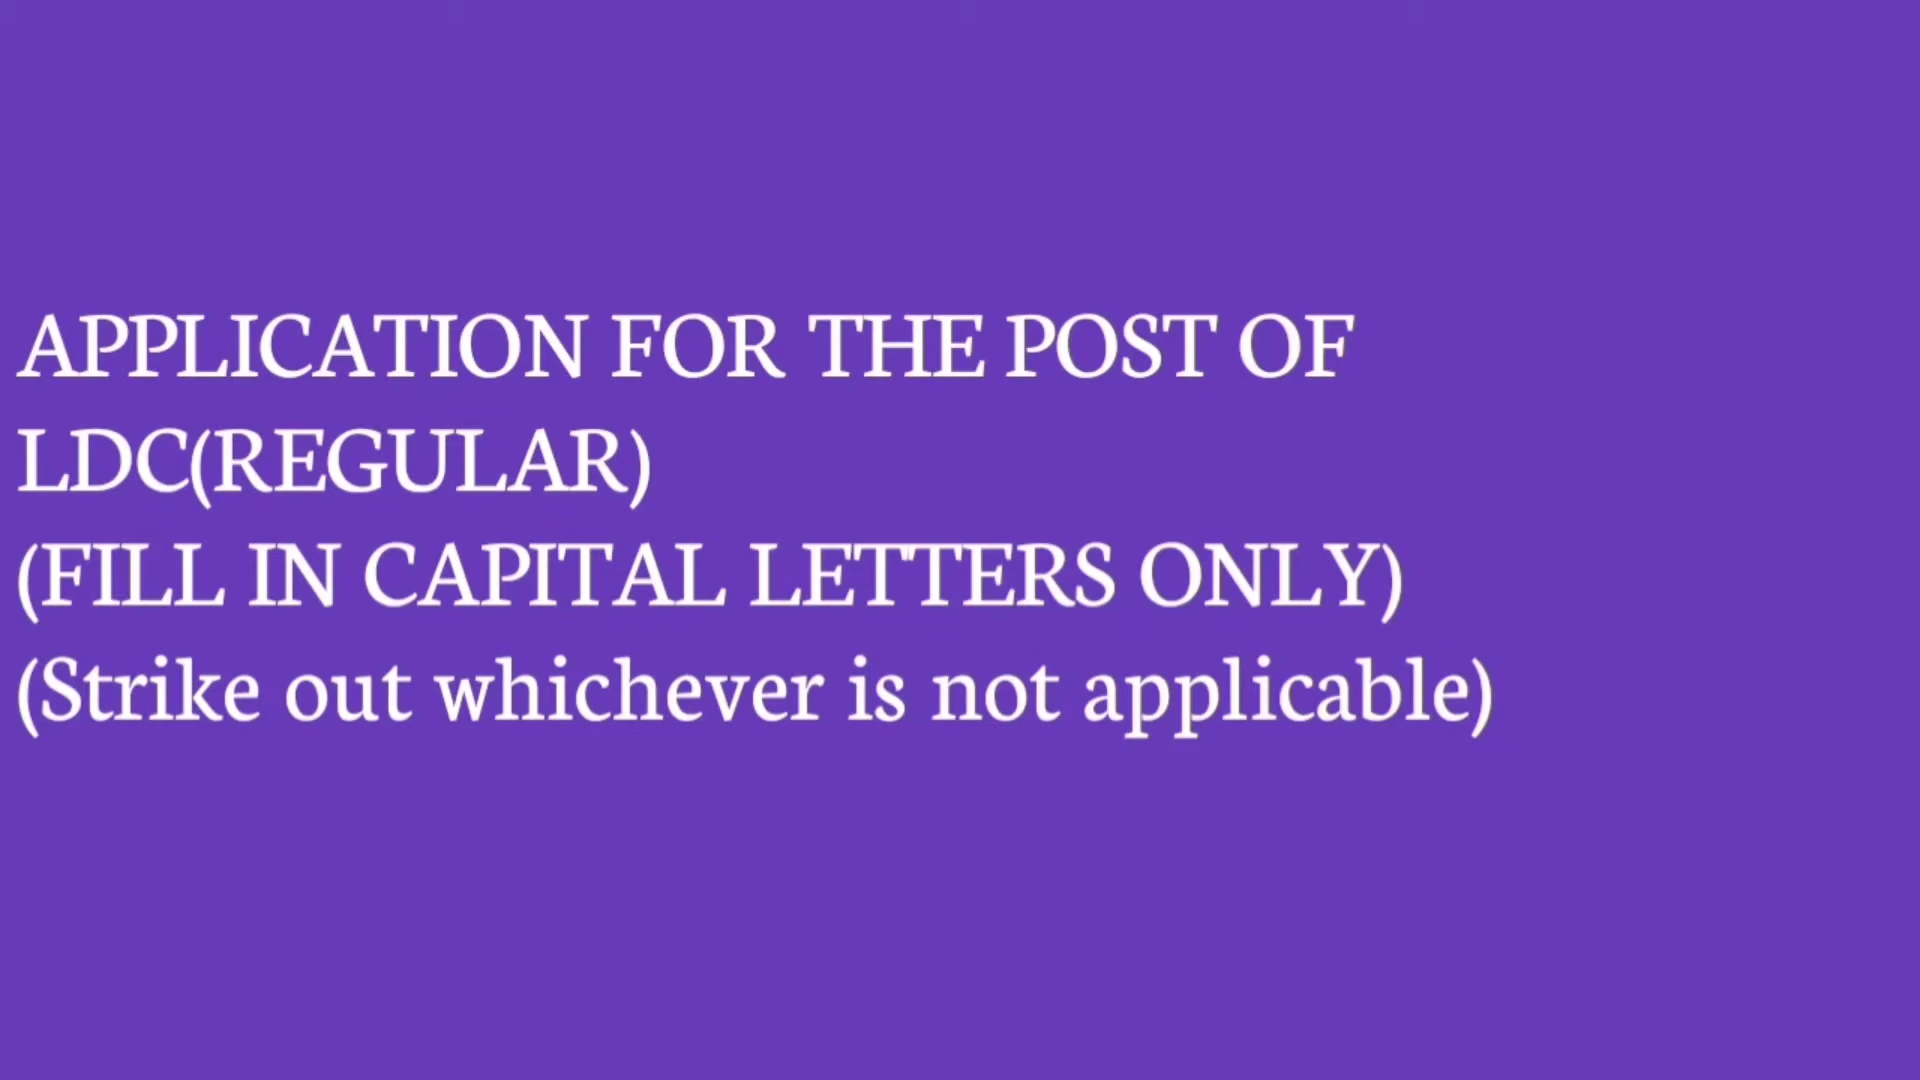 APPLICATION FOR THE POST OF
LDC(REGULAR)
(FILL IN CAPITAL LETTERS ONLY)
(Strike out whichever is not applicable)